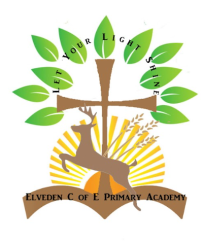 Let Your Light Shine
Elveden C of E Primary Academy